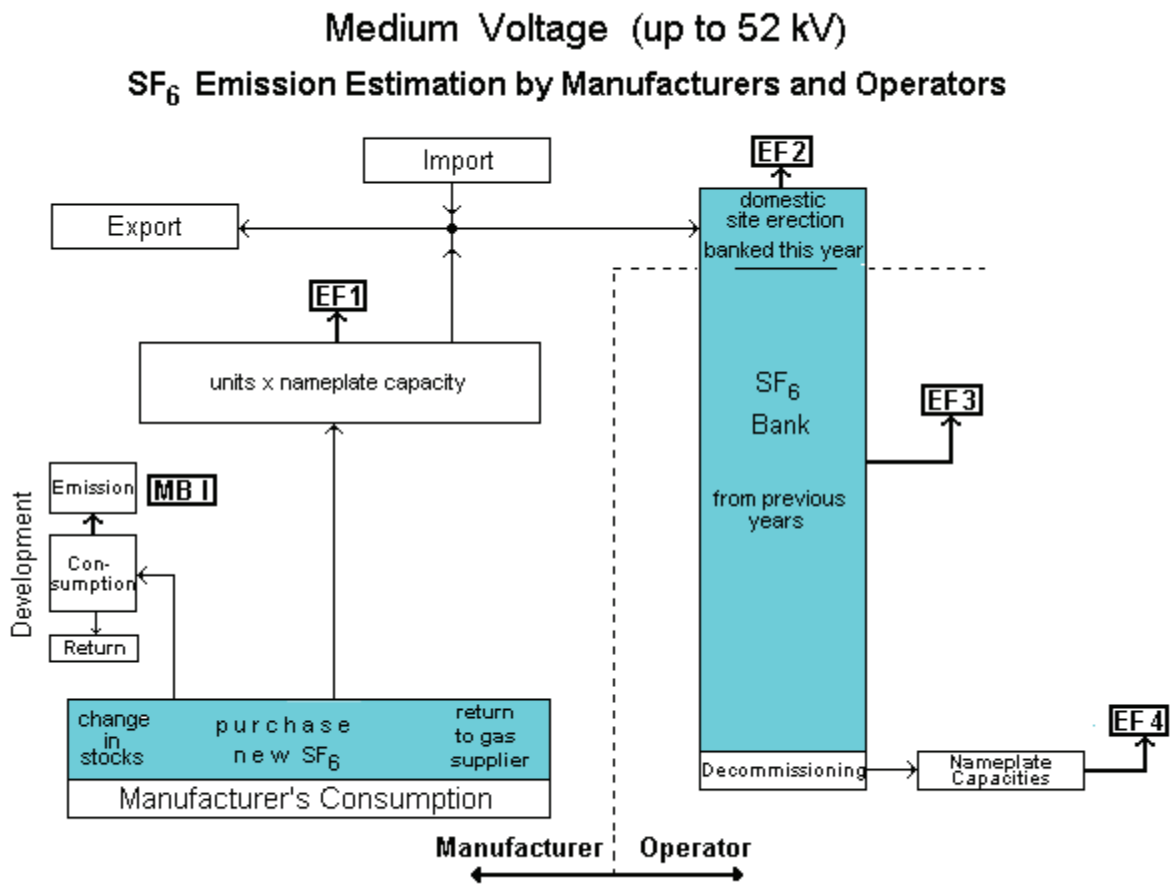 Medium Voltage (up to 52 kV)
SF6 Emission Estimation by Manufacturers and Operators
Import
Export
EF2
domestic
site erection
banked this year
EF1
units x nameplate capacity
SF6
Bank
EF3
from previous
years
Development
Emission
MB I
Con-
sumption
Return
change
in
stocks
purchase
new SF6
return
to gas
supplier
Manufacturer's Consumption
Decommissioning
Nameplate
Capacities
EF4
Manufacturer
Operator